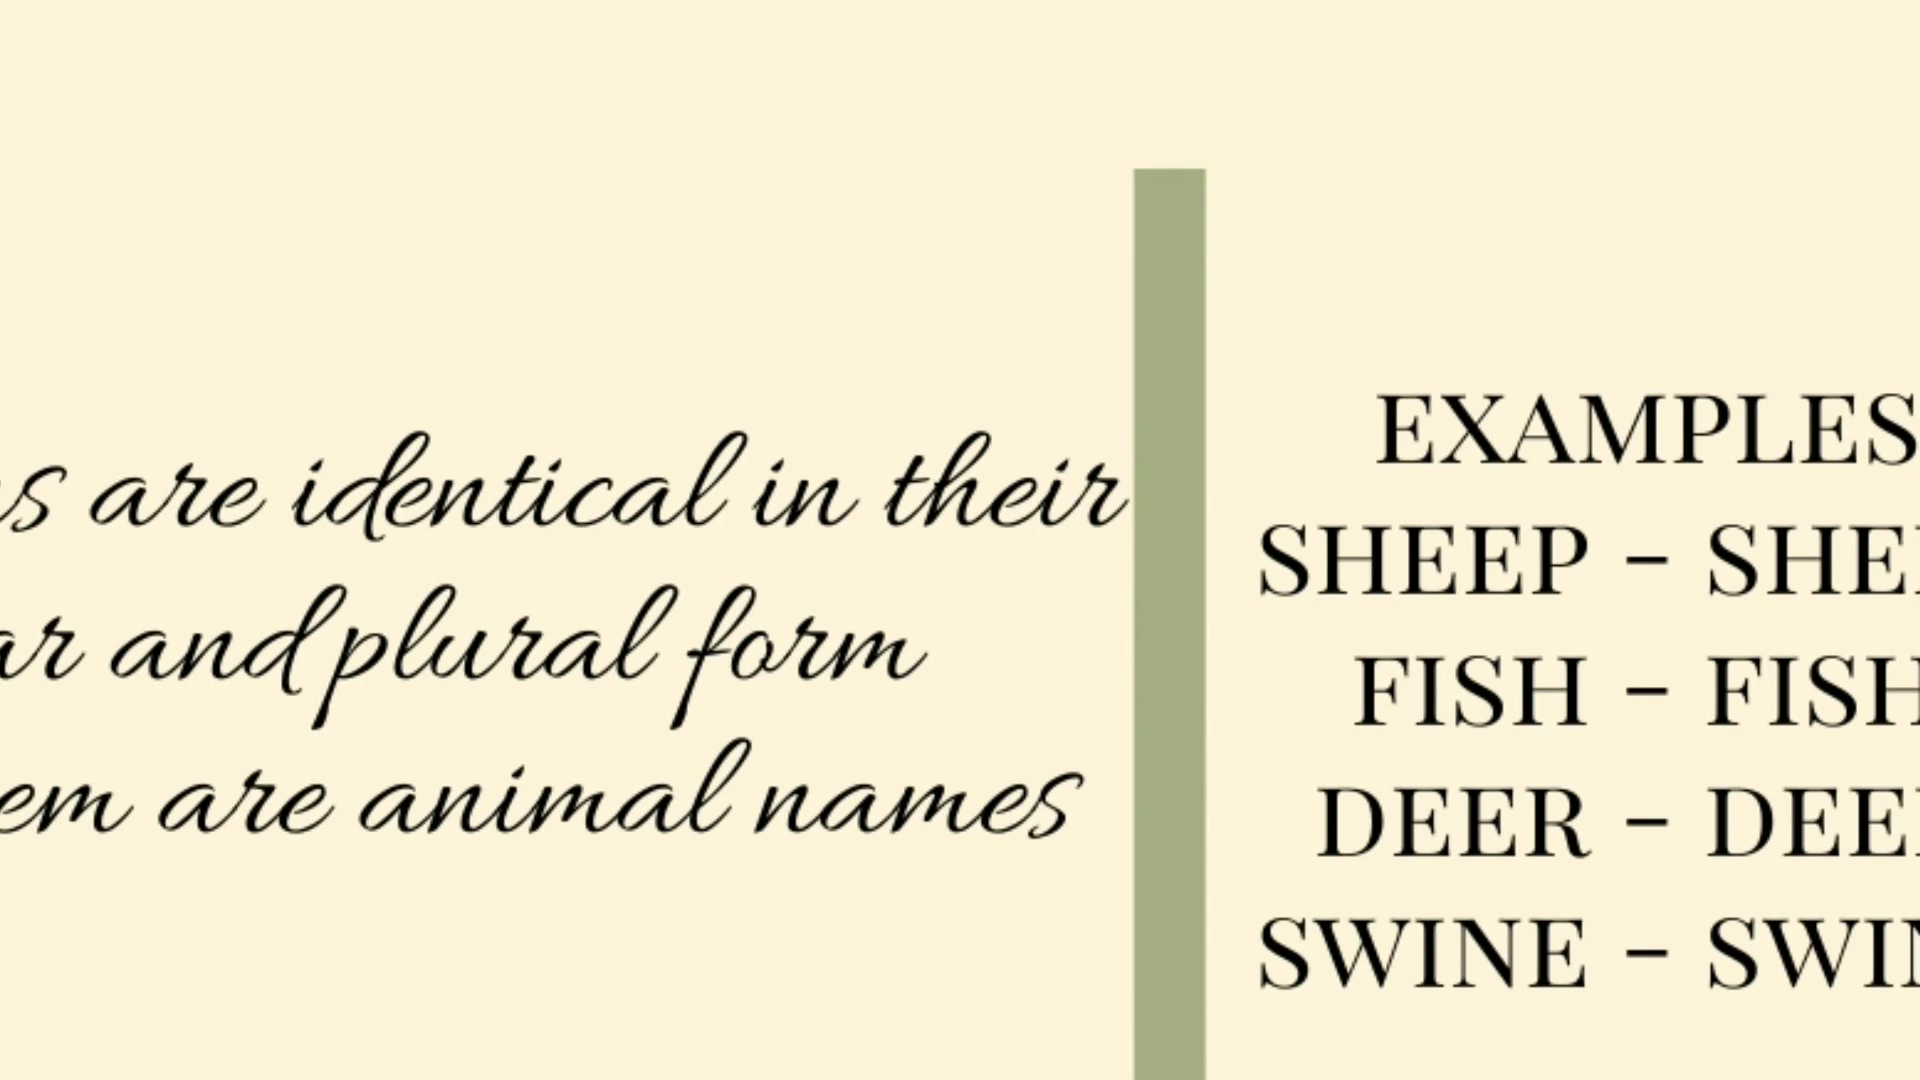 are identical in their
and plural form
are animal names
EXAMPLES
SHEEP -
FISH - FISH
DEER -
SWINE -